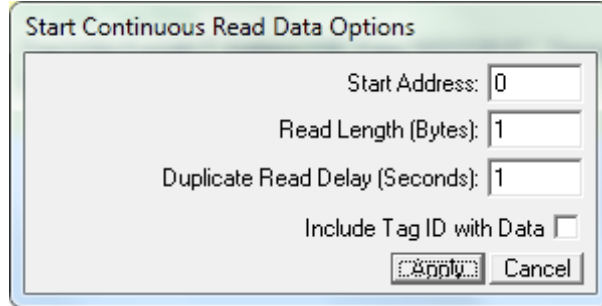 Start Continuous Read Data Options
Start Address: 0
Read Length (Bytes): 1
Duplicate Read Delay (Seconds): 1
Include Tag ID with Data
Apply Cancel